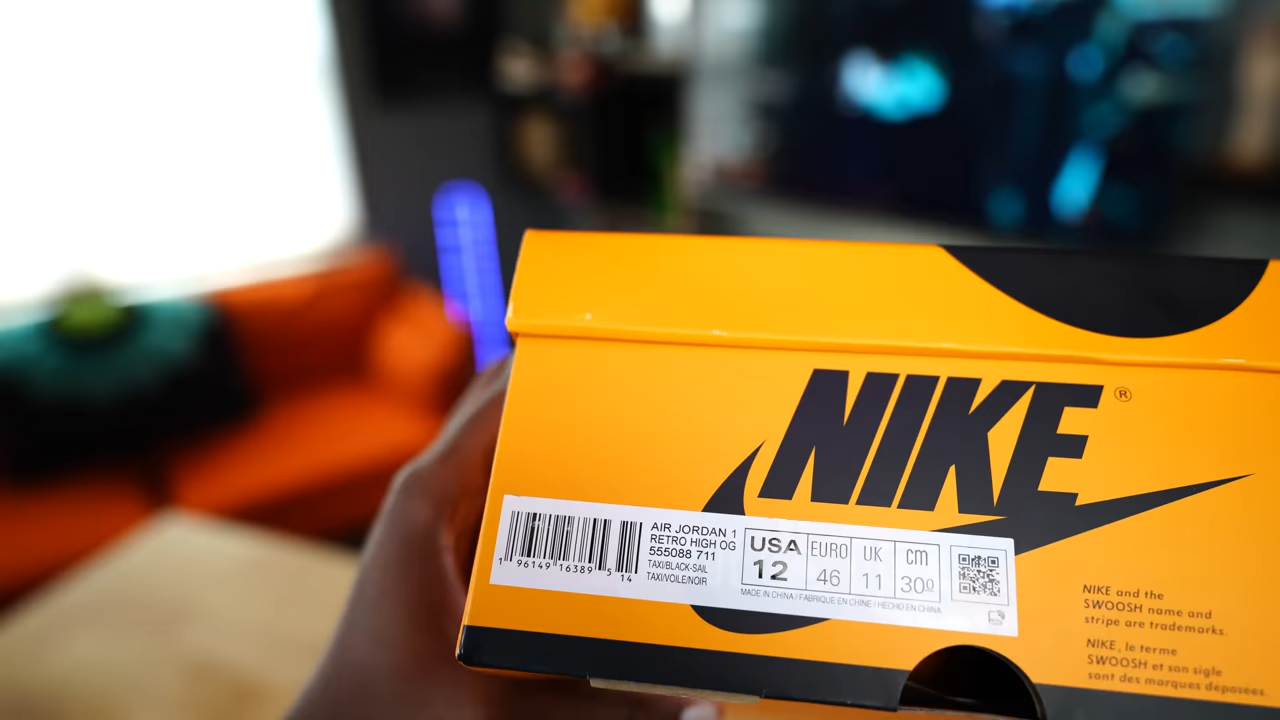 NIKE®
AIR JORDAN 1
RETRO HIGH OG
555088 711
TAXI/BLACK-SAIL
TAXI/VOILE/NOIR
1 96149 16389 5 14
USA EURO UK cm
12 46 11 30⁰
MADE IN CHINA / FABRIQUÉ EN CHINE / HECHO EN CHINA
NIKE and the
SWOOSH name and
stripe are trademarks.
NIKE, le terme
SWOOSH et son sigle
sont des marques deposées.